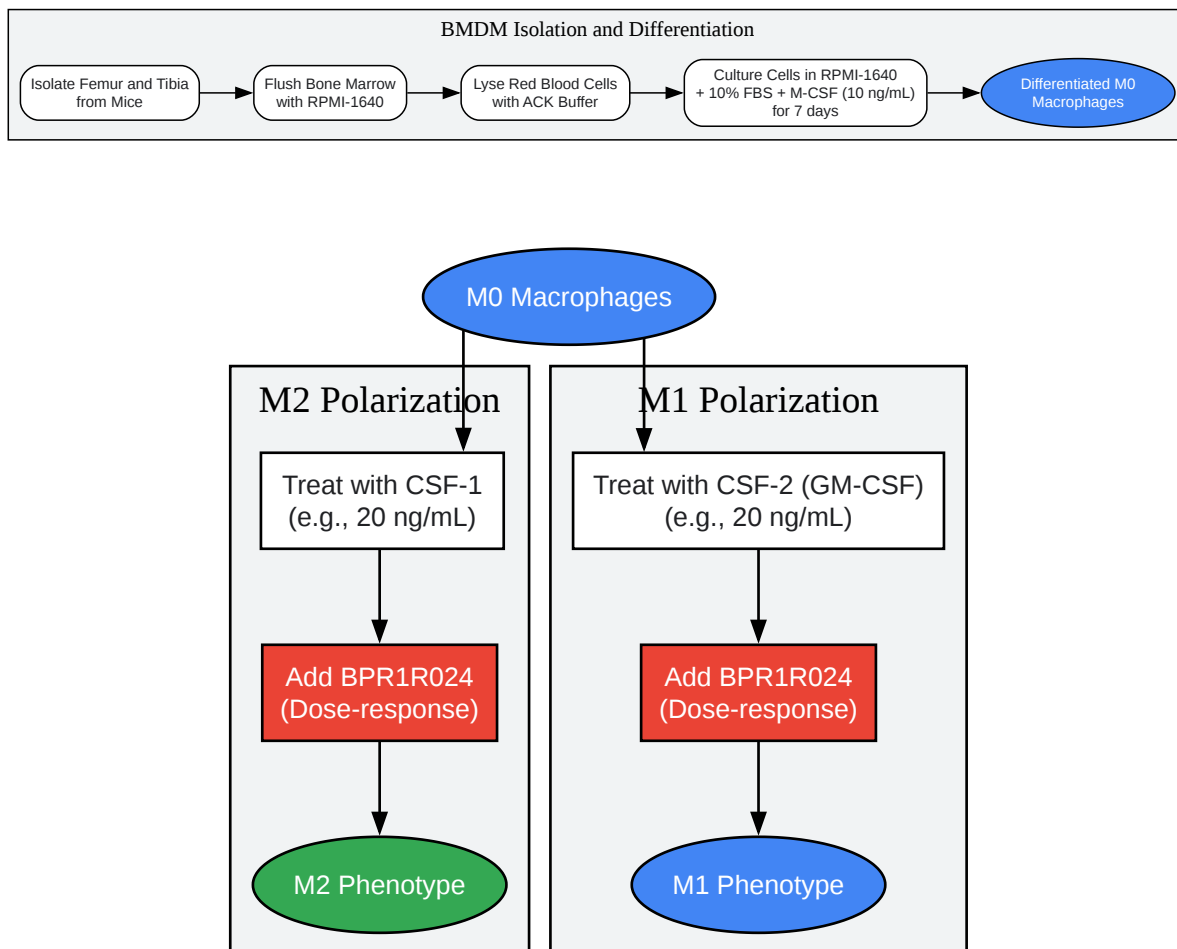 BMDM Isolation and Differentiation
Isolate Femur and Tibia
from Mice
Flush Bone Marrow
with RPMI-1640
Lyse Red Blood Cells
with ACK Buffer
Culture Cells in RPMI-1640
+ 10% FBS + M-CSF (10 ng/mL)
for 7 days
Differentiated M0
Macrophages
M0 Macrophages
M2 Polarization
Treat with CSF-1
(e.g., 20 ng/mL)
Add BPR1R024
(Dose-response)
M2 Phenotype
M1 Polarization
Treat with CSF-2 (GM-CSF)
(e.g., 20 ng/mL)
Add BPR1R024
(Dose-response)
M1 Phenotype